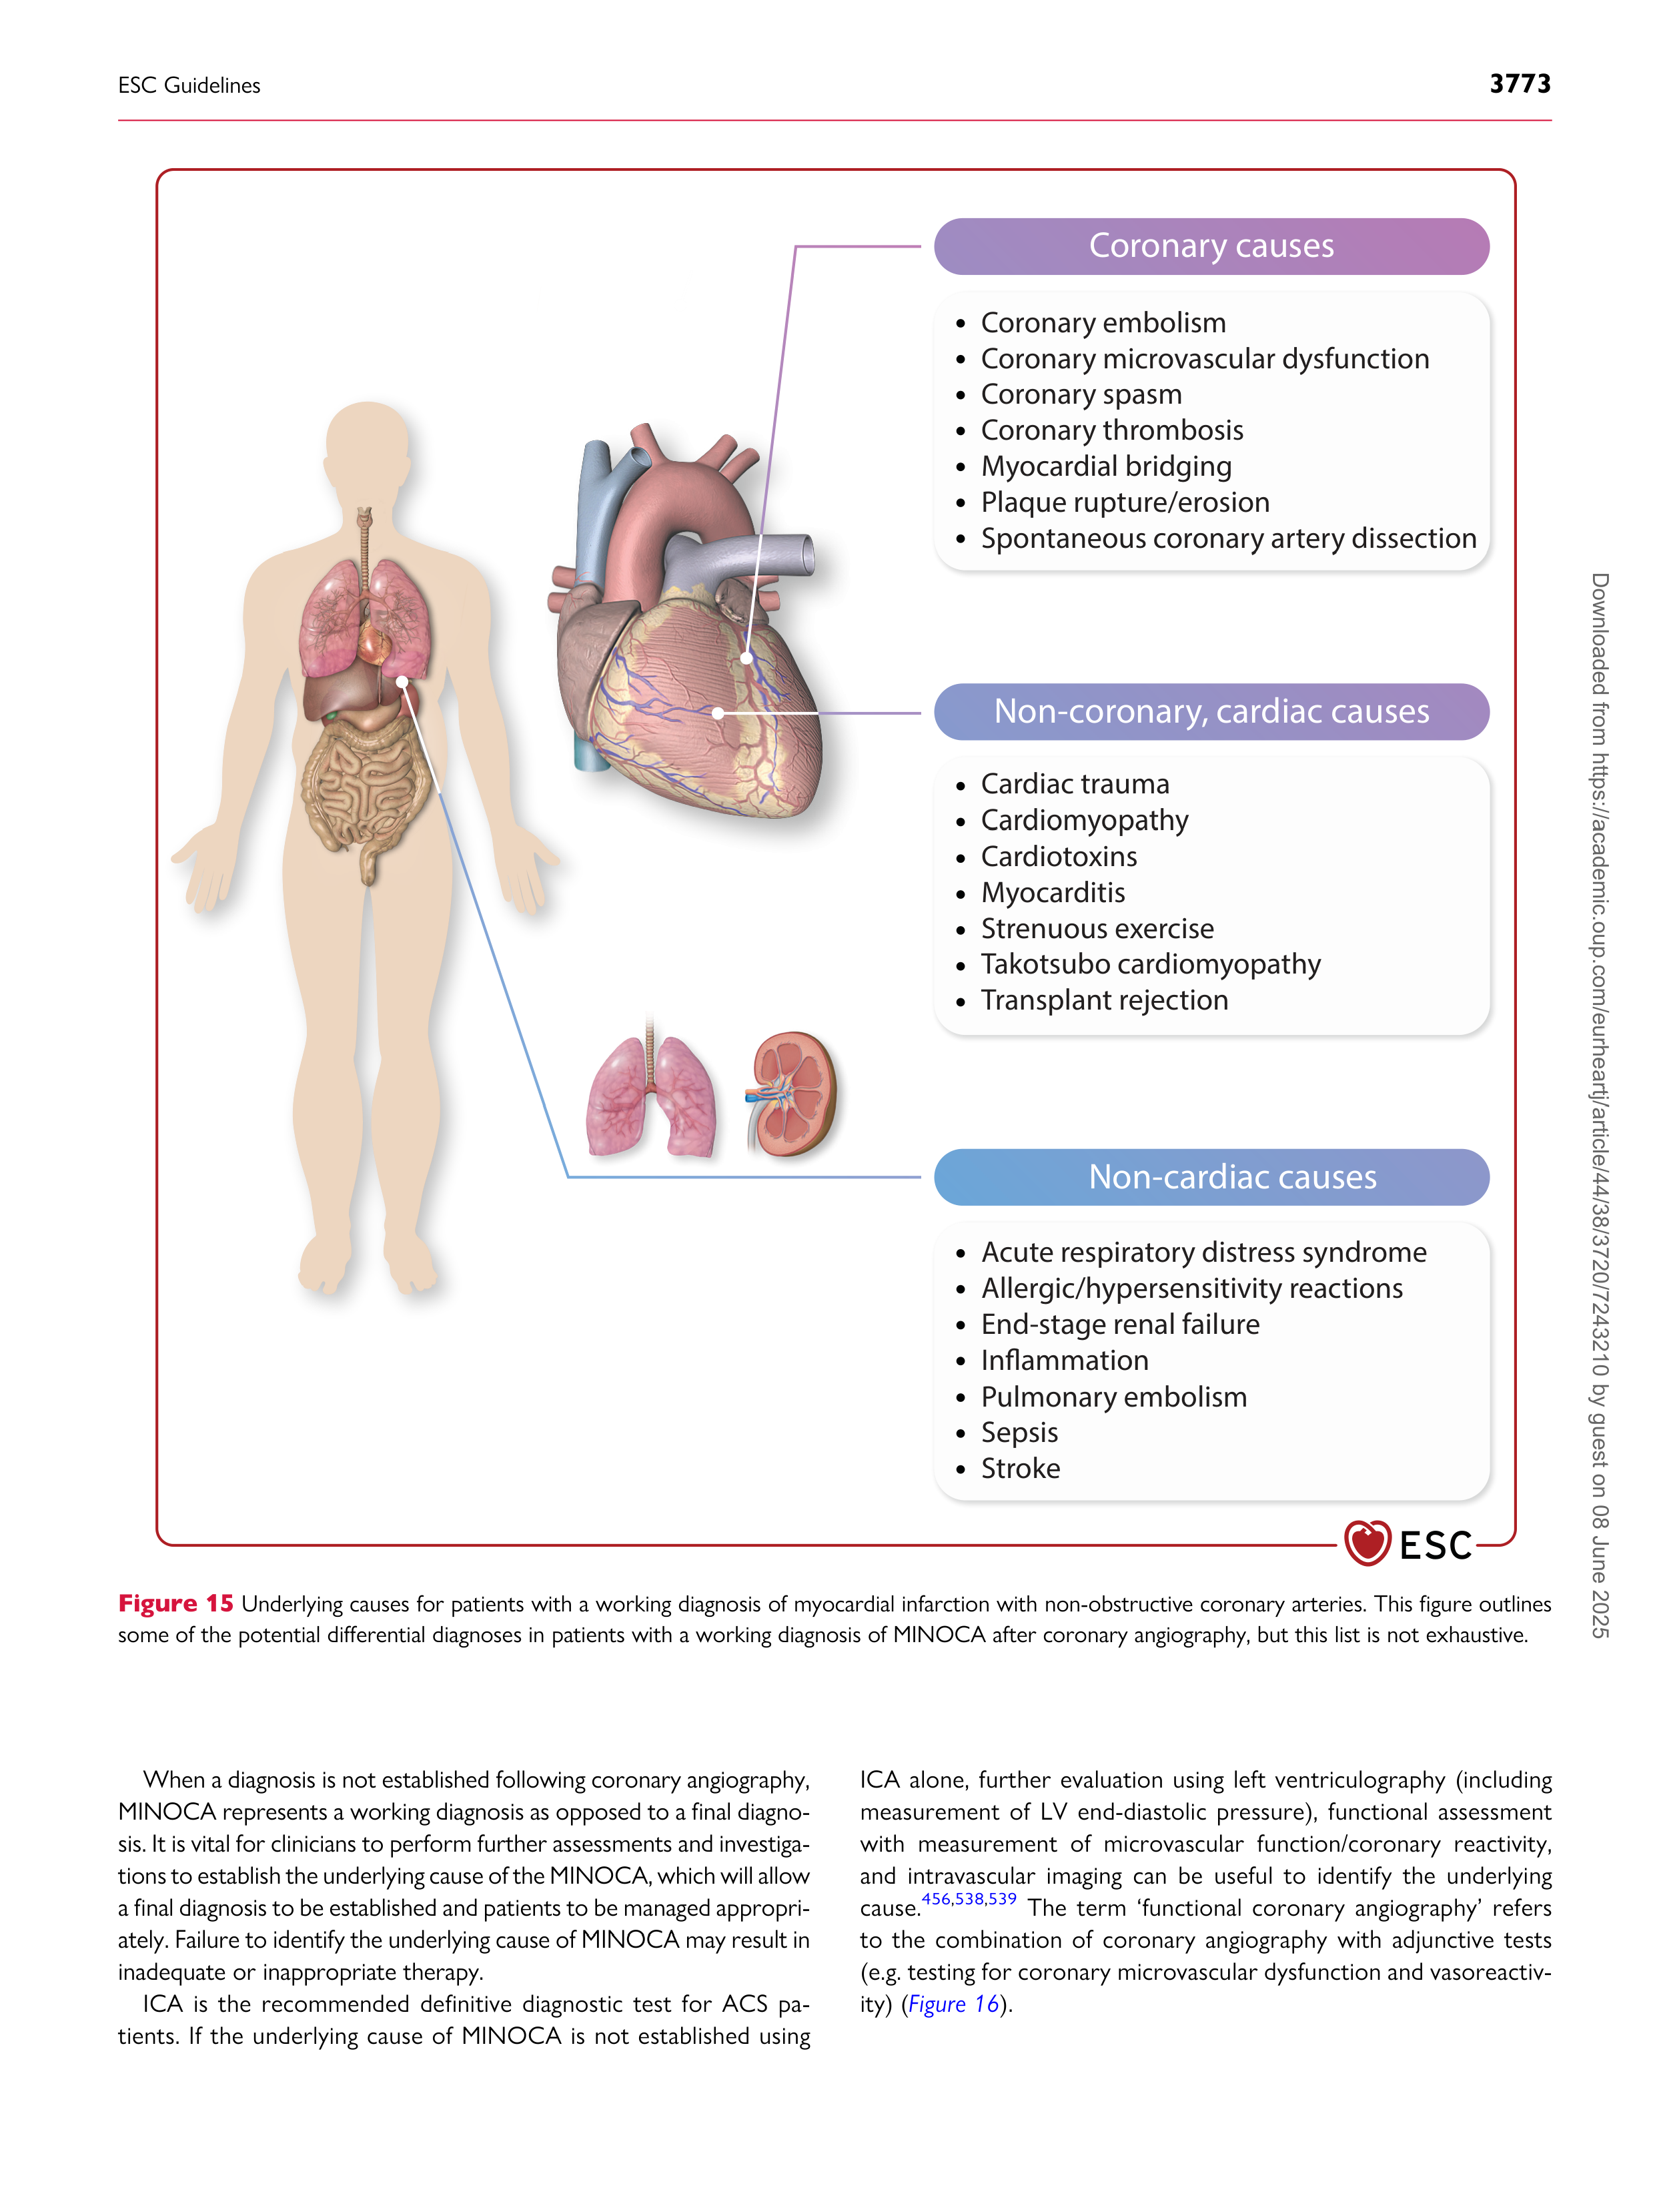 ESC Guidelines
3773
Coronary causes
• Coronary embolism
• Coronary microvascular dysfunction
• Coronary spasm
• Coronary thrombosis
• Myocardial bridging
• Plaque rupture/erosion
• Spontaneous coronary artery dissection
Non-coronary, cardiac causes
• Cardiac trauma
• Cardiomyopathy
• Cardiotoxins
• Myocarditis
• Strenuous exercise
• Takotsubo cardiomyopathy
• Transplant rejection
Non-cardiac causes
• Acute respiratory distress syndrome
• Allergic/hypersensitivity reactions
• End-stage renal failure
• Inflammation
• Pulmonary embolism
• Sepsis
• Stroke
ESC
Figure 15 Underlying causes for patients with a working diagnosis of myocardial infarction with non-obstructive coronary arteries. This figure outlines
some of the potential differential diagnoses in patients with a working diagnosis of MINOCA after coronary angiography, but this list is not exhaustive.
When a diagnosis is not established following coronary angiography,
MINOCA represents a working diagnosis as opposed to a final diagno-
sis. It is vital for clinicians to perform further assessments and investiga-
tions to establish the underlying cause of the MINOCA, which will allow
a final diagnosis to be established and patients to be managed appropri-
ately. Failure to identify the underlying cause of MINOCA may result in
inadequate or inappropriate therapy.
ICA is the recommended definitive diagnostic test for ACS pa-
tients. If the underlying cause of MINOCA is not established using
ICA alone, further evaluation using left ventriculography (including
measurement of LV end-diastolic pressure), functional assessment
with measurement of microvascular function/coronary reactivity,
and intravascular imaging can be useful to identify the underlying
cause.456,538,539 The term ‘functional coronary angiography’ refers
to the combination of coronary angiography with adjunctive tests
(e.g. testing for coronary microvascular dysfunction and vasoreactiv-
ity) (Figure 16).
Downloaded from https://academic.oup.com/eurheartj/article/44/38/3720/7243210 by guest on 08 June 2025